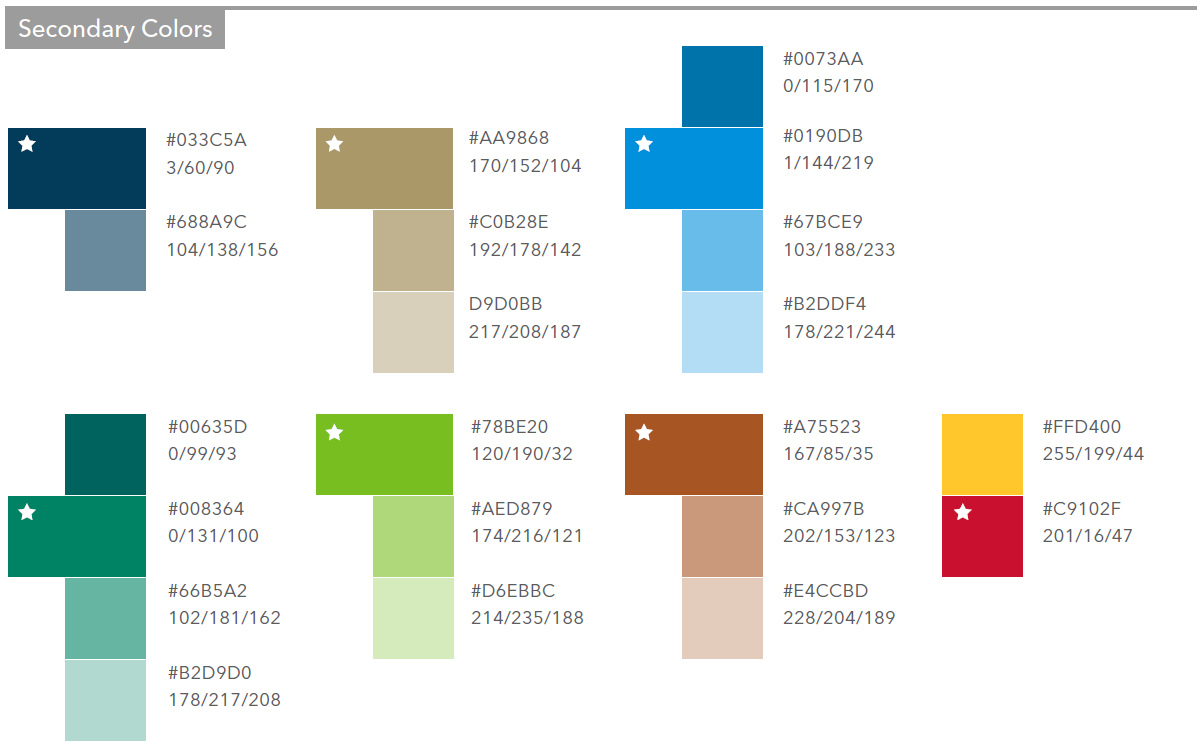 Secondary Colors
#033C5A
3/60/90
#688A9C
104/138/156
#AA9868
170/152/104
#C0B28E
192/178/142
D9D0BB
217/208/187
#0073AA
0/115/170
#0190DB
1/144/219
#67BCE9
103/188/233
#B2DDF4
178/221/244
#00635D
0/99/93
#008364
0/131/100
#66B5A2
102/181/162
#B2D9D0
178/217/208
#78BE20
120/190/32
#AED879
174/216/121
#D6EBBC
214/235/188
#A75523
167/85/35
#CA997B
202/153/123
#E4CCBD
228/204/189
#FFD400
255/199/44
#C9102F
201/16/47